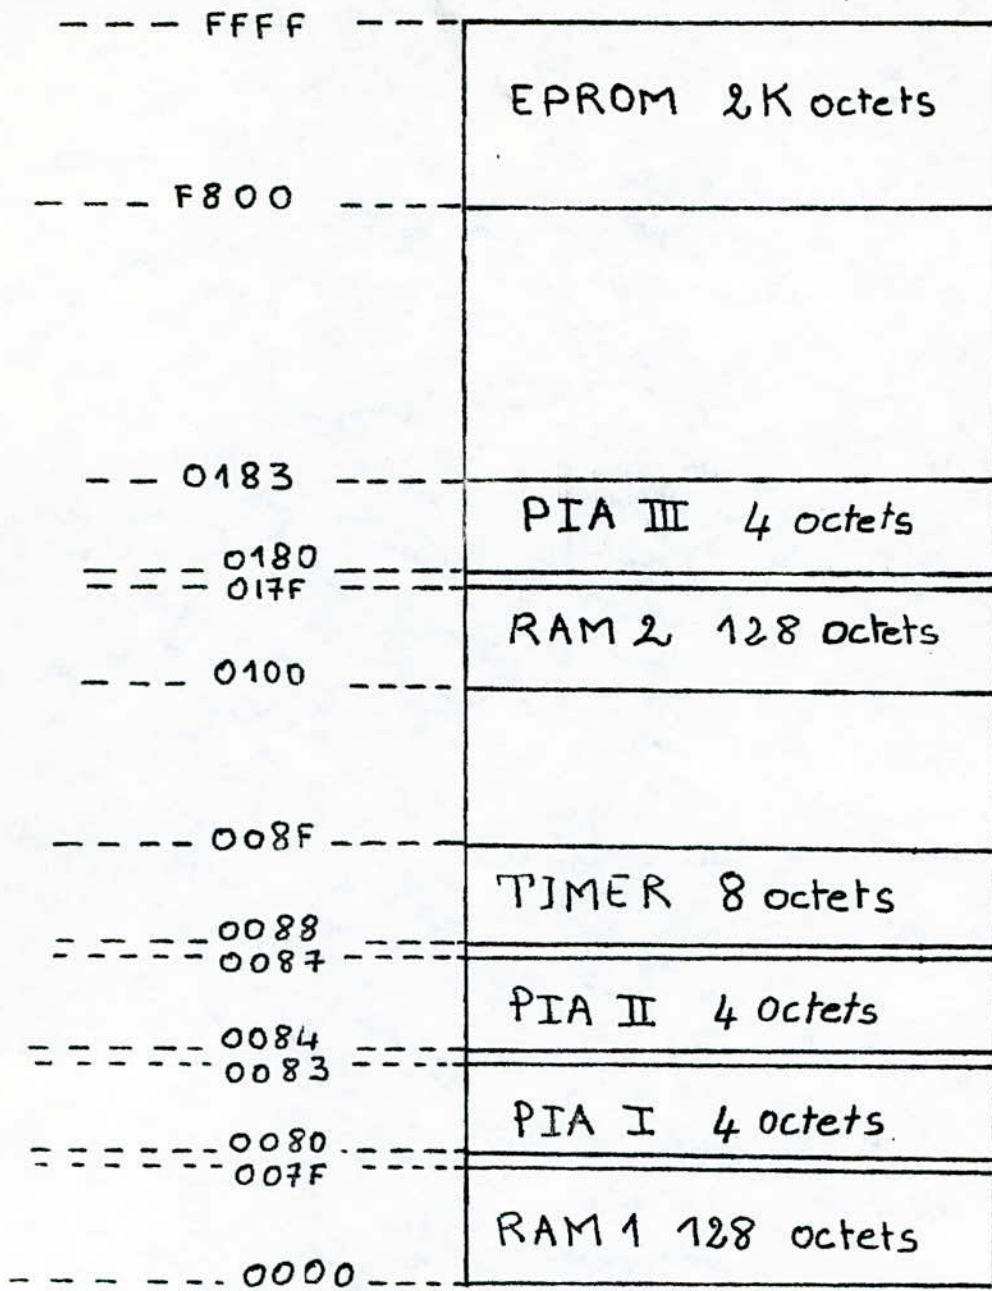 FFFF
EPROM 2K octets
F800
0183
PIA III 4 octets
0180
017F
RAM 2 128 octets
0100
008F
TIMER 8 octets
0088
0087
PIA II 4 octets
0084
0083
PIA I 4 octets
0080
007F
RAM 1 128 octets
0000